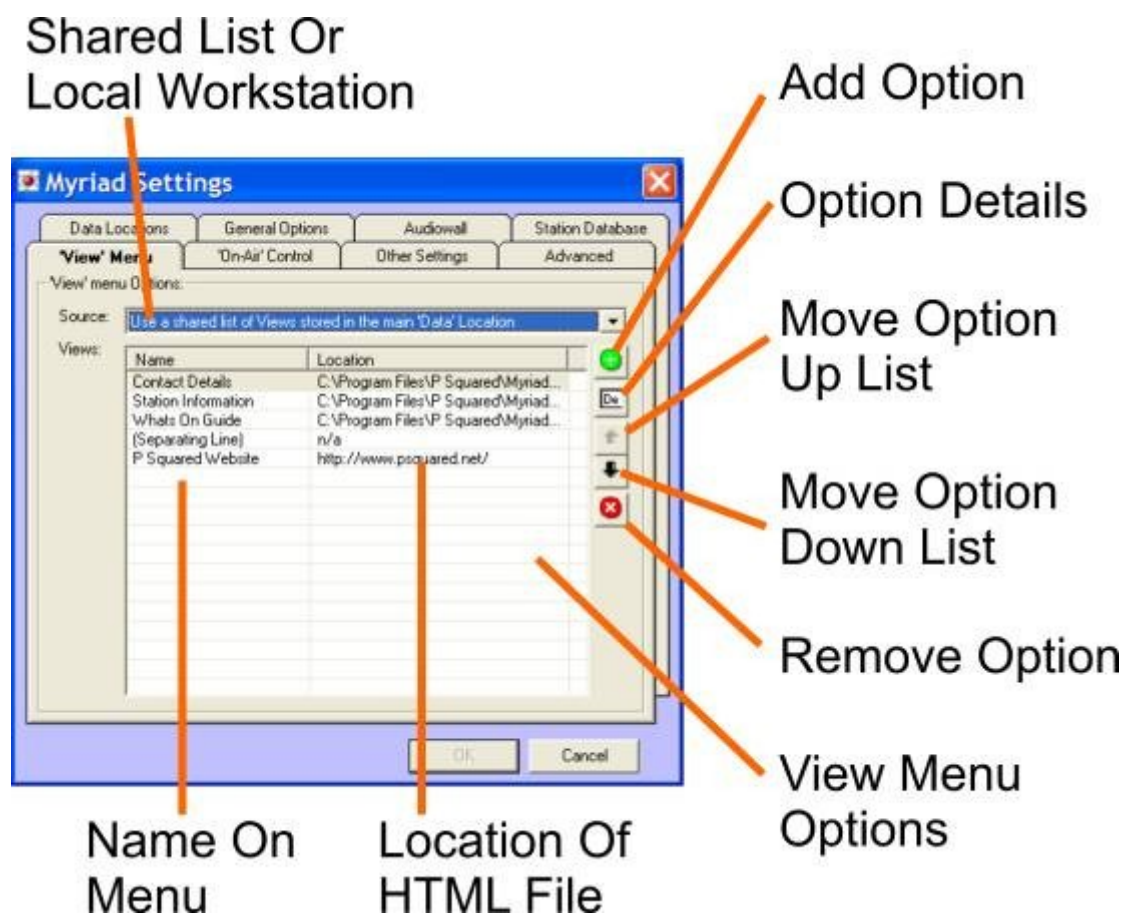 Shared List Or
Local Workstation
Add Option
Myriad Settings
Option Details
Data Locations General Options Audiowall Station Database
'View' Menu 'On-Air' Control Other Settings Advanced
'View' menu Options:
Source: Use a shared list of Views stored in the main 'Data' Location
Move Option
Up List
Views:
Name Location
Contact Details C:\Program Files\P Squared\Myriad...
Station Information C:\Program Files\P Squared\Myriad...
De
Whats On Guide C:\Program Files\P Squared\Myriad...
(Separating Line) n/a
P Squared Website http://www.psquared.net/
Move Option
Down List
Remove Option
OK Cancel
View Menu
Options
Name On
Menu
Location Of
HTML File